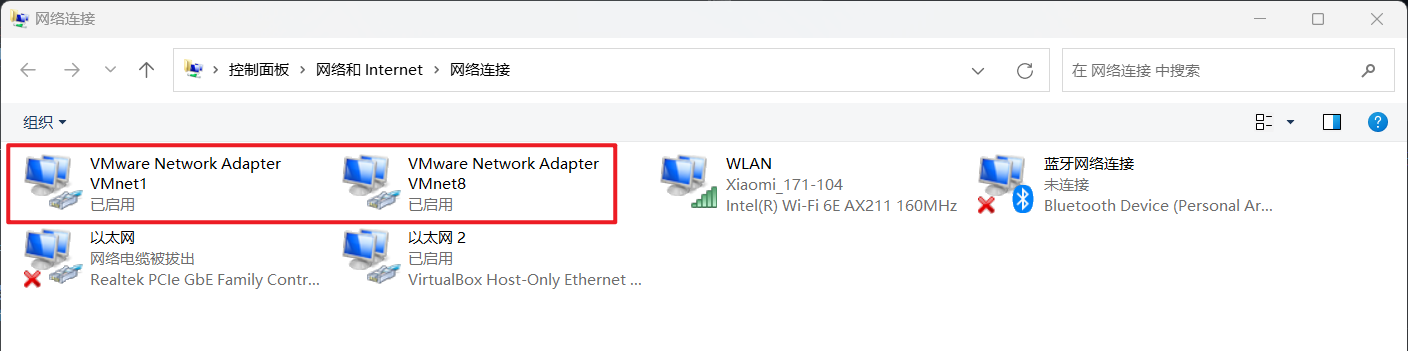 网络连接
控制面板 › 网络和 Internet › 网络连接
在 网络连接 中搜索
组织
VMware Network Adapter
VMnet1
已启用
VMware Network Adapter
VMnet8
已启用
WLAN
Xiaomi_171-104
Intel(R) Wi-Fi 6E AX211 160MHz
蓝牙网络连接
未连接
Bluetooth Device (Personal Ar...
以太网
网络电缆被拔出
Realtek PCIe GbE Family Contr...
以太网 2
已启用
VirtualBox Host-Only Ethernet ...